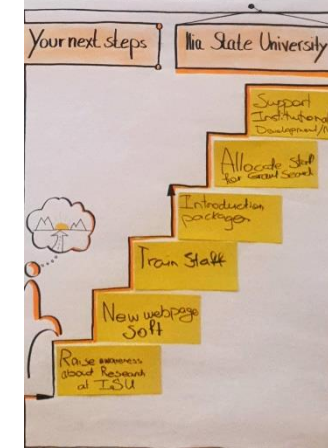 Your next steps
Ilia State University
Support
Institutional
Development/
Allocate Staff
for Grant Search
Introduction
packages
Train Staff
New webpage
Soft
Raise awareness
about Research
at ISU